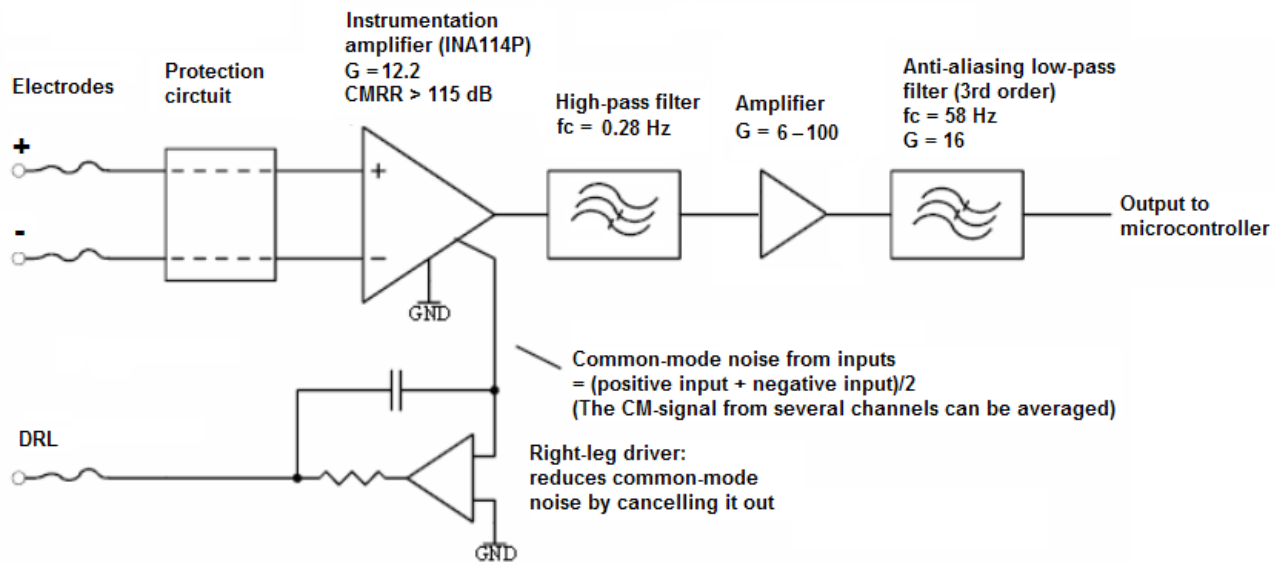 Electrodes
+
-
Protection
circtuit
Instrumentation
amplifier (INA114P)
G = 12.2
CMRR > 115 dB
+
−
GND
High-pass filter
fc = 0.28 Hz
Amplifier
G = 6 – 100
Anti-aliasing low-pass
filter (3rd order)
fc = 58 Hz
G = 16
Output to
microcontroller
Common-mode noise from inputs
= (positive input + negative input)/2
(The CM-signal from several channels can be averaged)
DRL
Right-leg driver:
reduces common-mode
noise by cancelling it out
GND